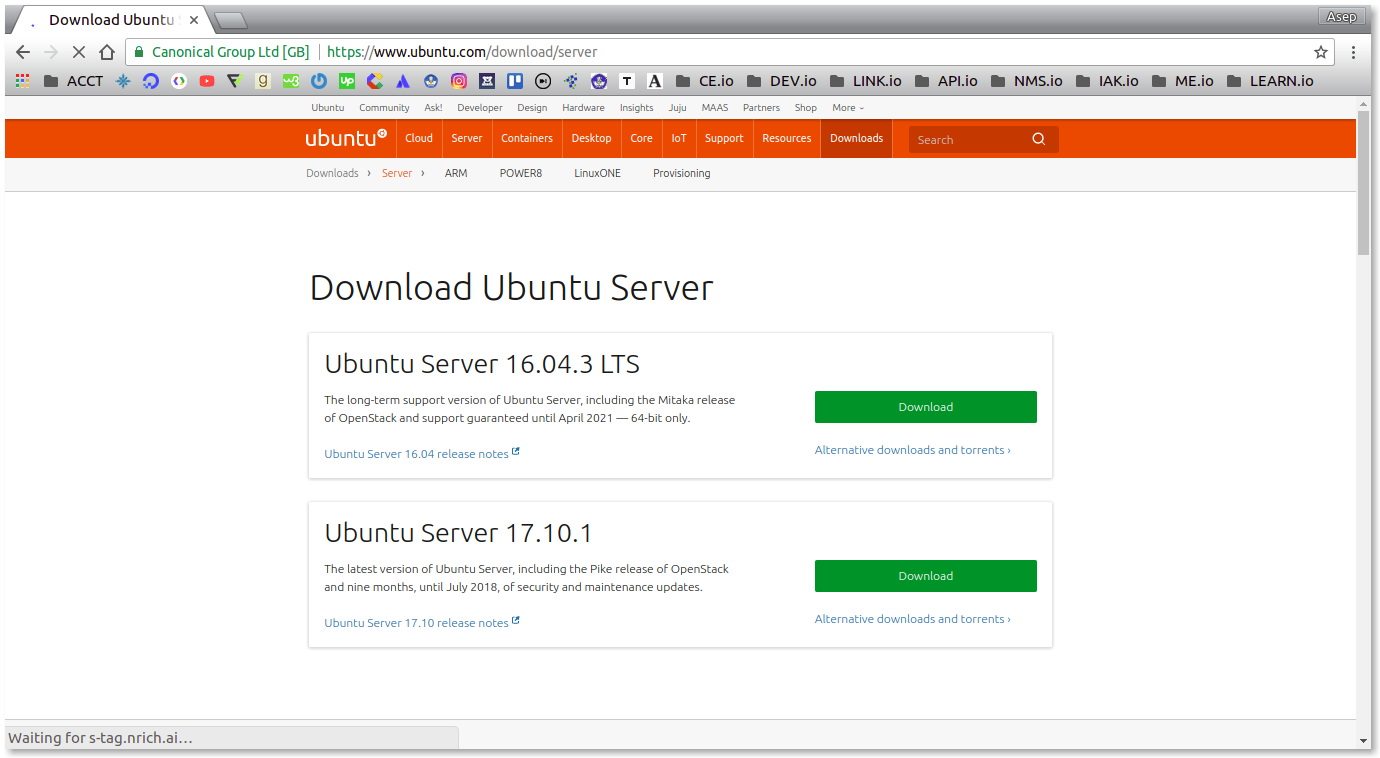 Download Ubuntu S
Asep
Canonical Group Ltd [GB] https://www.ubuntu.com/download/server
ACCT CE.io DEV.io LINK.io API.io NMS.io IAK.io ME.io LEARN.io
Ubuntu Community Ask! Developer Design Hardware Insights Juju MAAS Partners Shop More
ubuntu Cloud Server Containers Desktop Core IoT Support Resources Downloads Search
Downloads › Server › ARM POWER8 LinuxONE Provisioning
Download Ubuntu Server
Ubuntu Server 16.04.3 LTS
The long-term support version of Ubuntu Server, including the Mitaka release
of OpenStack and support guaranteed until April 2021 — 64-bit only.
Download
Ubuntu Server 16.04 release notes
Alternative downloads and torrents ›
Ubuntu Server 17.10.1
The latest version of Ubuntu Server, including the Pike release of OpenStack
and nine months, until July 2018, of security and maintenance updates.
Download
Ubuntu Server 17.10 release notes
Alternative downloads and torrents ›
Waiting for s-tag.nrich.ai…